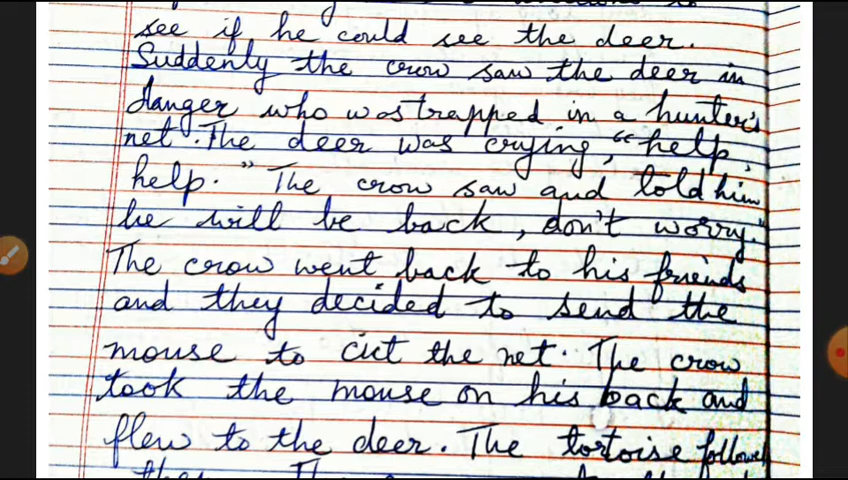 to
see if he could see the deer.
Suddenly the crow saw the deer in
danger who was trapped in a hunter's
net. The deer was crying, "help,
help." The crow saw and told him
he will be back, don't worry."
The crow went back to his friends
and they decided to send the
mouse to cut the net. The crow
took the mouse on his back and
flew to the deer. The tortoise followed